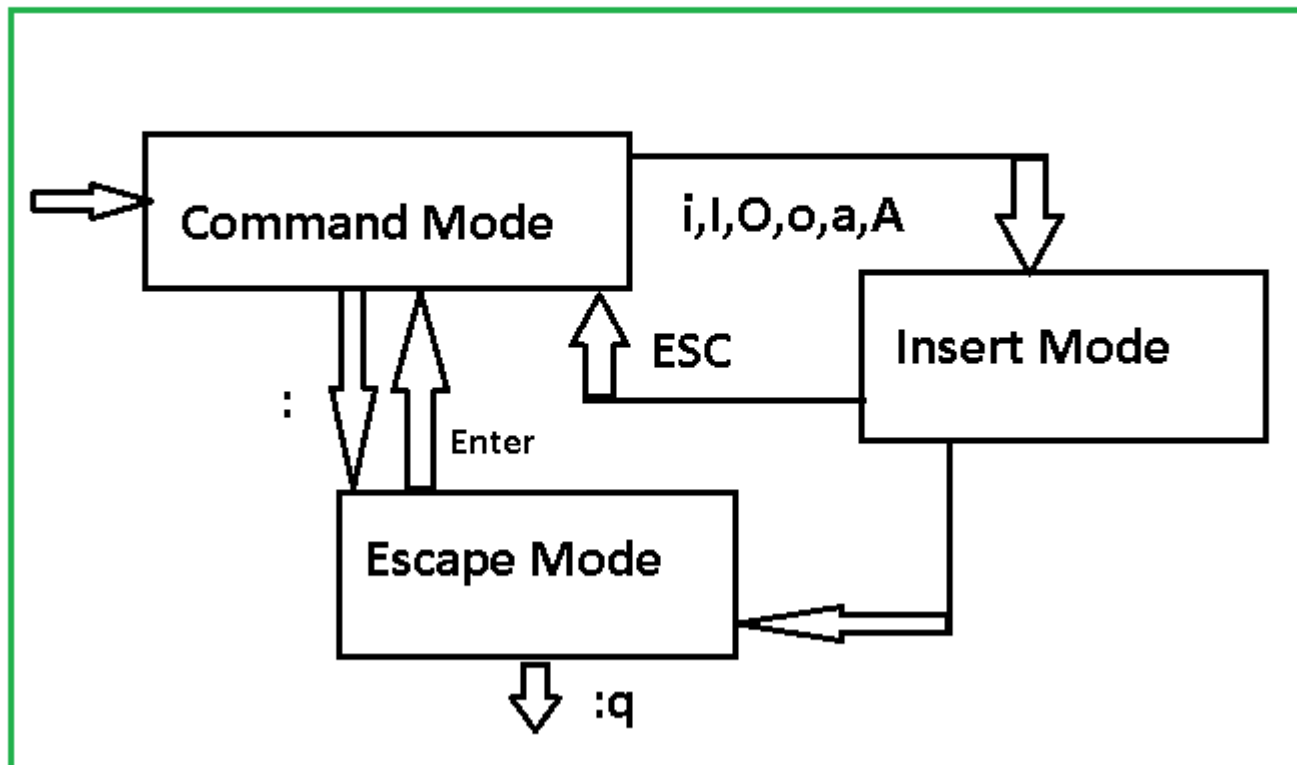 Command Mode
i,I,O,o,a,A
Insert Mode
ESC
:
Enter
Escape Mode
:q